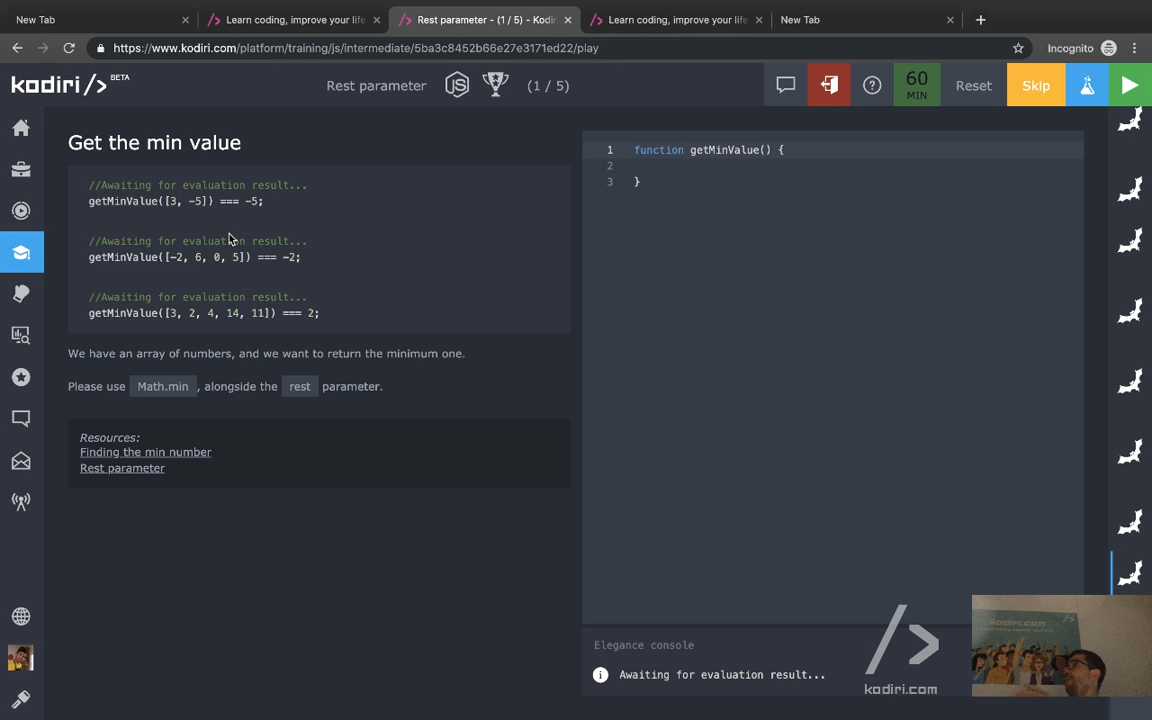 New Tab
Learn coding, improve your life
Rest parameter - (1 / 5) - Kodi
Learn coding, improve your life
New Tab
https://www.kodiri.com/platform/training/js/intermediate/5ba3c8452b66e27e3171ed22/play
Incognito
kodiri </> BETA
Rest parameter
(1 / 5)
60 MIN
Reset
Skip
Get the min value
//Awaiting for evaluation result...
getMinValue([3, -5]) === -5;
//Awaiting for evaluation result...
getMinValue([-2, 6, 0, 5]) === -2;
//Awaiting for evaluation result...
getMinValue([3, 2, 4, 14, 11]) === 2;
We have an array of numbers, and we want to return the minimum one.
Please use Math.min , alongside the rest parameter.
Resources:
Finding the min number
Rest parameter
1 function getMinValue() {
2
3 }
Elegance console
Awaiting for evaluation result...
</>
kodiri.com
kodiri.com